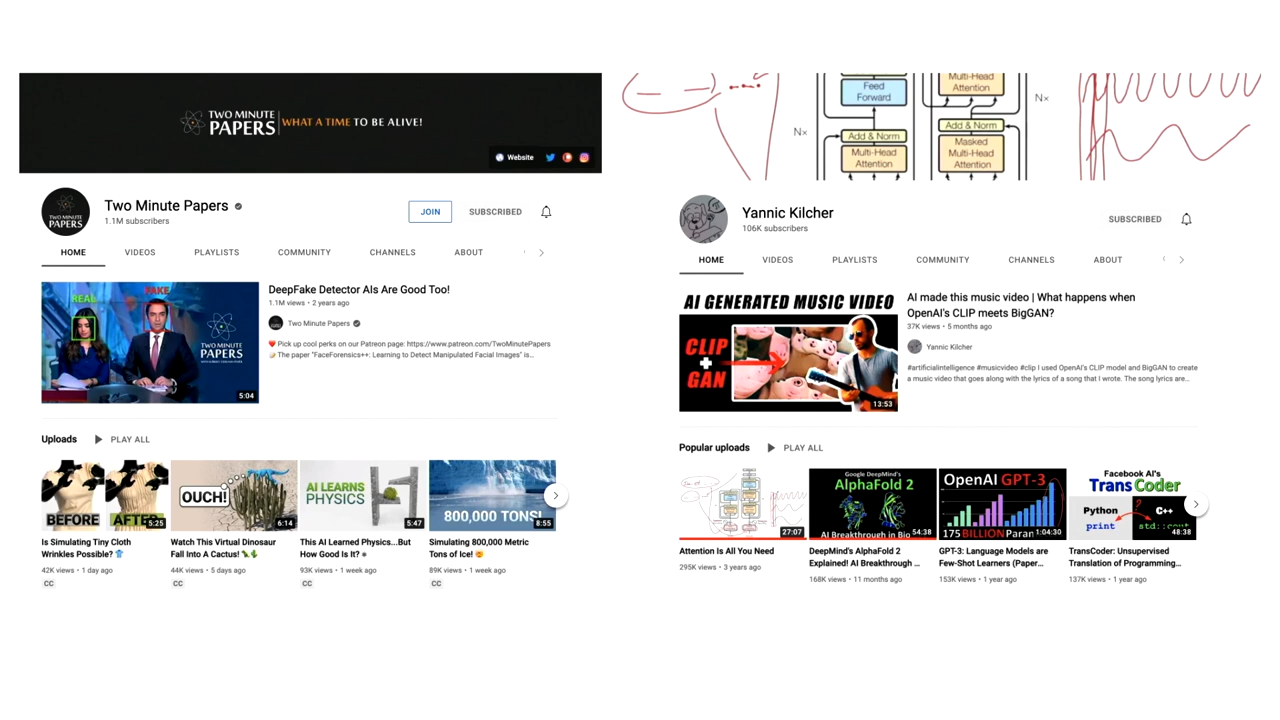 TWO MINUTE
PAPERS
WHAT A TIME TO BE ALIVE!
Website
TWO MINUTE
PAPERS
Two Minute Papers
1.1M subscribers
JOIN
SUBSCRIBED
HOME
VIDEOS
PLAYLISTS
COMMUNITY
CHANNELS
ABOUT
REAL
FAKE
TWO MINUTE
PAPERS
5:04
DeepFake Detector AIs Are Good Too!
1.1M views • 2 years ago
Two Minute Papers
❤️ Pick up cool perks on our Patreon page: https://www.patreon.com/TwoMinutePapers
📝 The paper "FaceForensics++: Learning to Detect Manipulated Facial Images" is...
Uploads
PLAY ALL
BEFORE
AFTER
5:25
Is Simulating Tiny Cloth
Wrinkles Possible? 👕
42K views • 1 day ago
CC
OUCH!
6:14
Watch This Virtual Dinosaur
Fall Into A Cactus! 🦖🌵
44K views • 5 days ago
CC
AI LEARNS
PHYSICS
5:47
This AI Learned Physics...But
How Good Is It? ⚛
93K views • 1 week ago
CC
800,000 TONS!
8:55
Simulating 800,000 Metric
Tons of Ice! 🤯
89K views • 1 week ago
CC
Feed
Forward
Nx
Add & Norm
Multi-Head
Attention
Multi-Head
Attention
Nx
Add & Norm
Masked
Multi-Head
Attention
Yannic Kilcher
106K subscribers
SUBSCRIBED
HOME
VIDEOS
PLAYLISTS
COMMUNITY
CHANNELS
ABOUT
AI GENERATED MUSIC VIDEO
CLIP
+
GAN
13:53
AI made this music video | What happens when
OpenAI's CLIP meets BigGAN?
37K views • 5 months ago
Yannic Kilcher
#artificialintelligence #musicvideo #clip I used OpenAI's CLIP model and BigGAN to create
a music video that goes along with the lyrics of a song that I wrote. The song lyrics are...
Popular uploads
PLAY ALL
27:07
Attention Is All You Need
295K views • 3 years ago
Google DeepMind's
AlphaFold 2
AI Breakthrough in Bio
54:38
DeepMind's AlphaFold 2
Explained! AI Breakthrough ...
168K views • 11 months ago
OpenAI GPT-3
175 BILLION Param
1:04:30
GPT-3: Language Models are
Few-Shot Learners (Paper...
153K views • 1 year ago
Facebook AI's
TransCoder
Python
print
?
C++
std::cout
48:38
TransCoder: Unsupervised
Translation of Programming...
137K views • 1 year ago